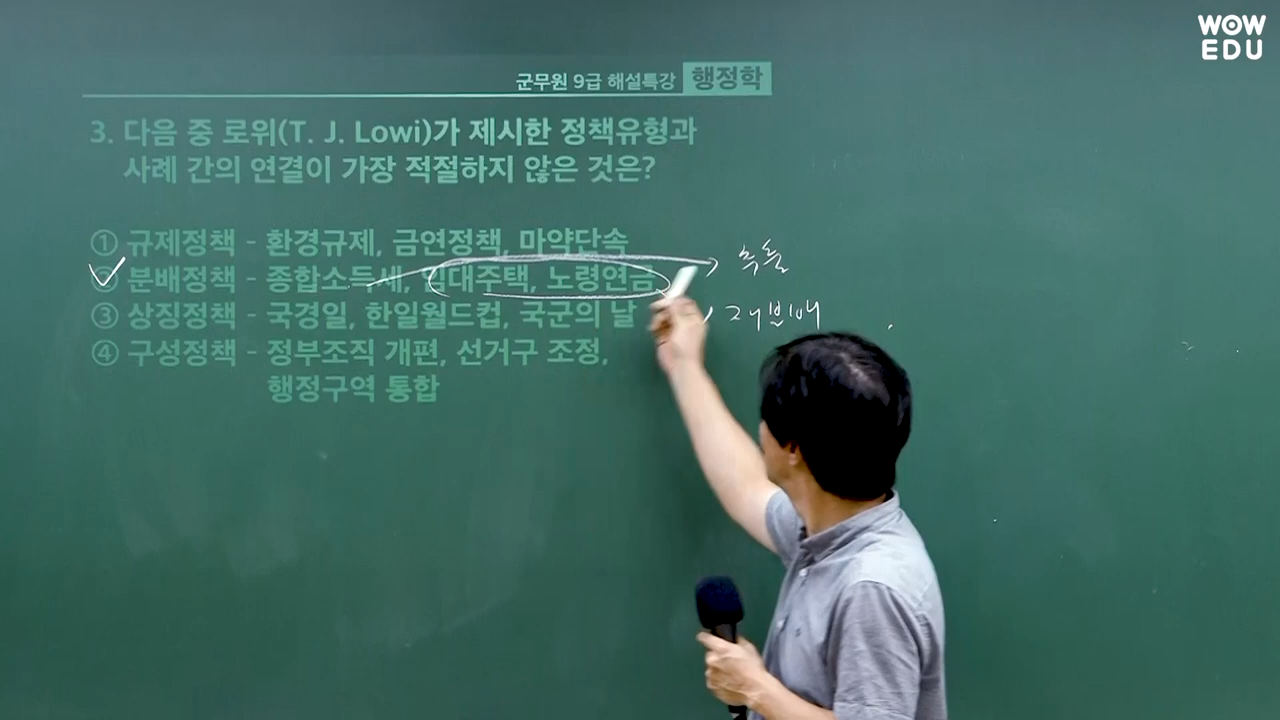 WOW
EDU
군무원 9급 해설특강 행정학
3. 다음 중 로위(T. J. Lowi)가 제시한 정책유형과
사례 간의 연결이 가장 적절하지 않은 것은?
① 규제정책 - 환경규제, 금연정책, 마약단속
② 분배정책 - 종합소득세, 임대주택, 노령연금
③ 상징정책 - 국경일, 한일월드컵, 국군의 날
④ 구성정책 - 정부조직 개편, 선거구 조정,
행정구역 통합
추출
재분배